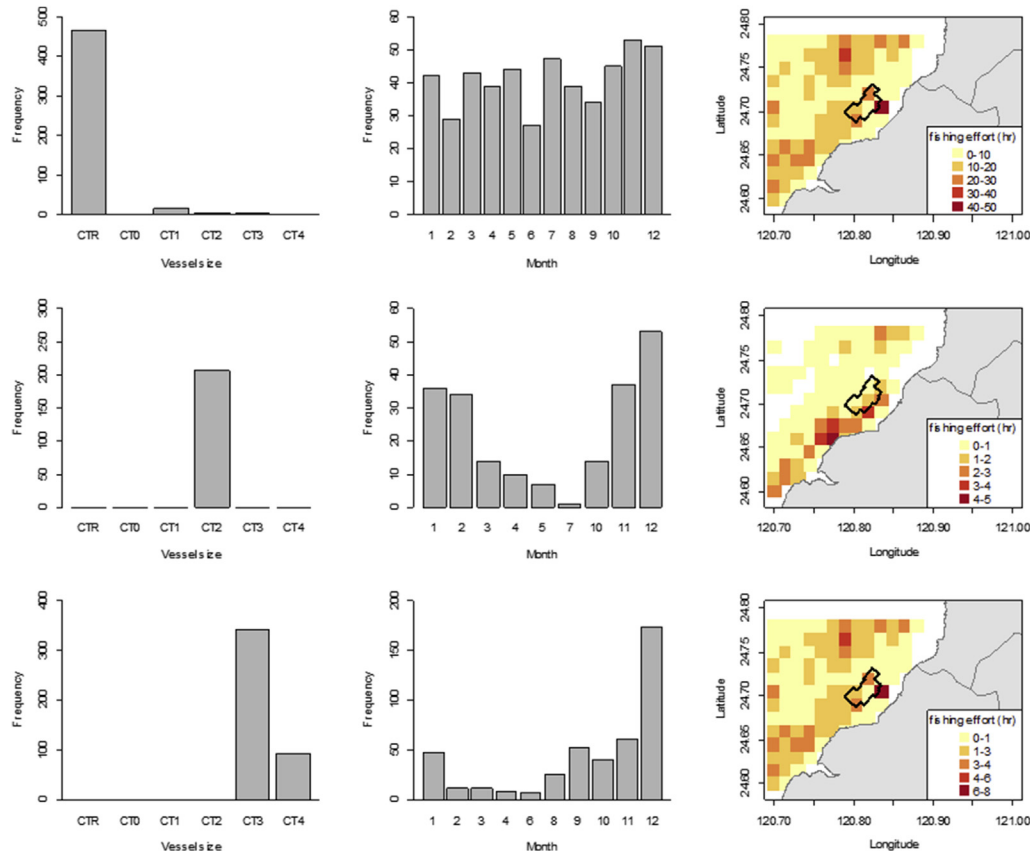 500
400
300
200
100
0
Frequency
CTR CT0 CT1 CT2 CT3 CT4
Vessel size
60
50
40
30
20
10
0
Frequency
1 2 3 4 5 6 7 8 9 10 12
Month
24.80
24.75
24.70
24.65
24.60
Latitude
fishing effort (hr)
0-10
10-20
20-30
30-40
40-50
120.70 120.80 120.90 121.00
Longitude
300
250
200
150
100
50
0
Frequency
CTR CT0 CT1 CT2 CT3 CT4
Vessel size
60
50
40
30
20
10
0
Frequency
1 2 3 4 5 7 10 11 12
Month
24.80
24.75
24.70
24.65
24.60
Latitude
fishing effort (hr)
0-1
1-2
2-3
3-4
4-5
120.70 120.80 120.90 121.00
Longitude
400
300
200
100
0
Frequency
CTR CT0 CT1 CT2 CT3 CT4
Vessel size
200
150
100
50
0
Frequency
1 2 3 4 6 8 9 10 11 12
Month
24.80
24.75
24.70
24.65
24.60
Latitude
fishing effort (hr)
0-1
1-3
3-4
4-6
6-8
120.70 120.80 120.90 121.00
Longitude